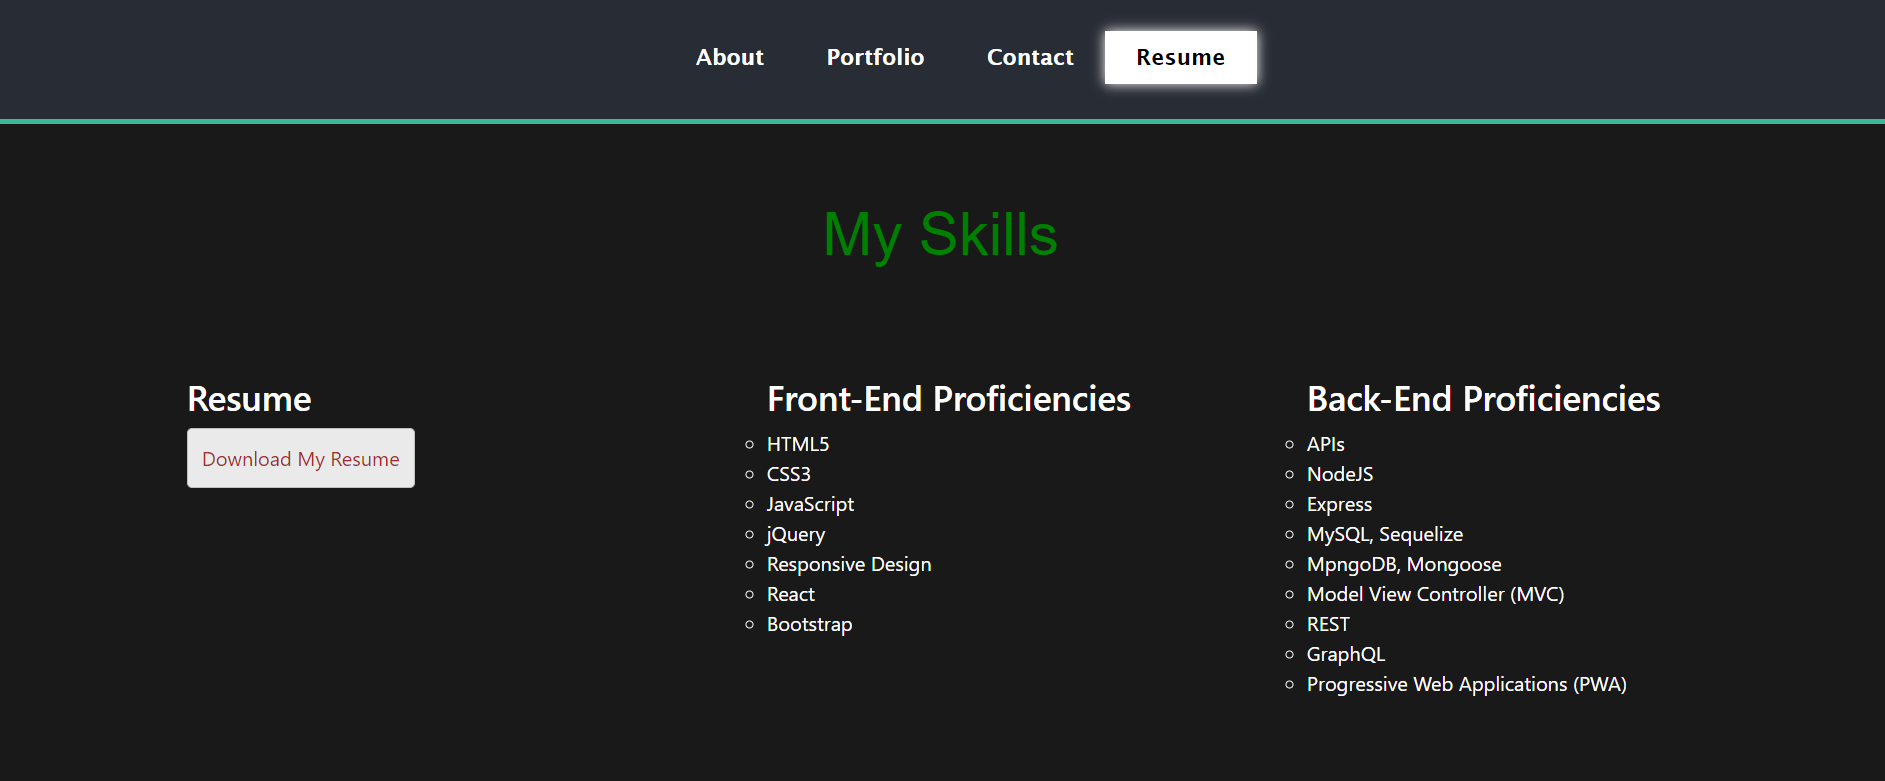 About Portfolio Contact Resume
My Skills
Resume
Download My Resume
Front-End Proficiencies
HTML5
CSS3
JavaScript
jQuery
Responsive Design
React
Bootstrap
Back-End Proficiencies
APIs
NodeJS
Express
MySQL, Sequelize
MpngoDB, Mongoose
Model View Controller (MVC)
REST
GraphQL
Progressive Web Applications (PWA)